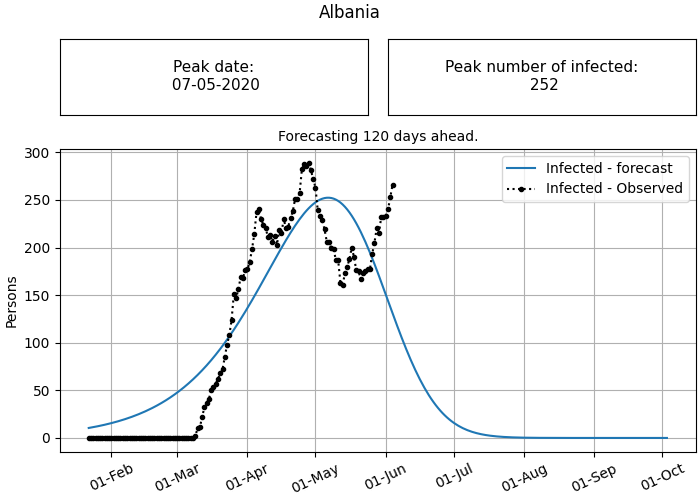 Albania
Peak date:
07-05-2020
Peak number of infected:
252
Forecasting 120 days ahead.
300
250
200
150
100
50
0
Persons
Infected - forecast
Infected - Observed
01-Feb
01-Mar
01-Apr
01-May
01-Jun
01-Jul
01-Aug
01-Sep
01-Oct